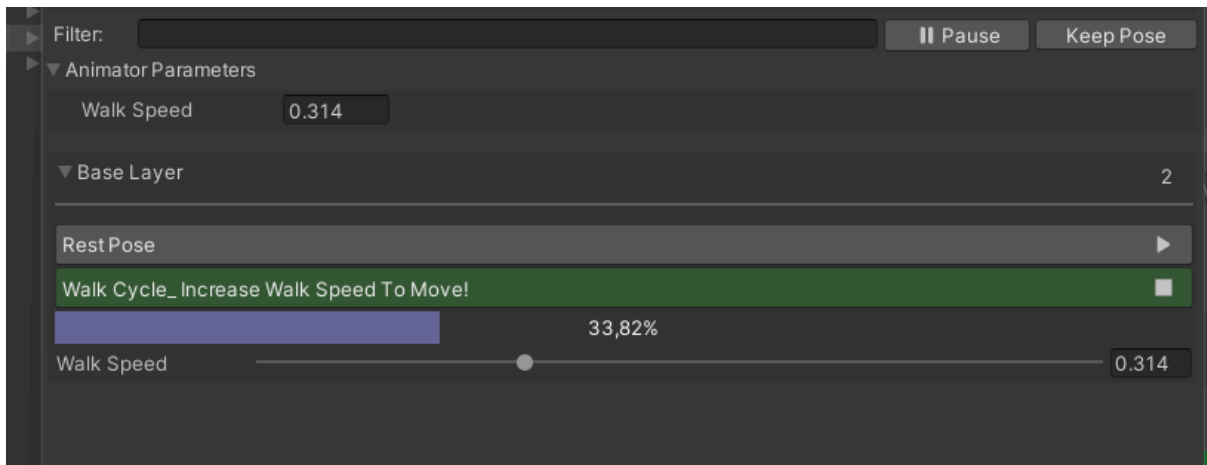 Filter: Pause Keep Pose
Animator Parameters
Walk Speed 0.314
Base Layer 2
Rest Pose
Walk Cycle_ Increase Walk Speed To Move!
33,82%
Walk Speed 0.314